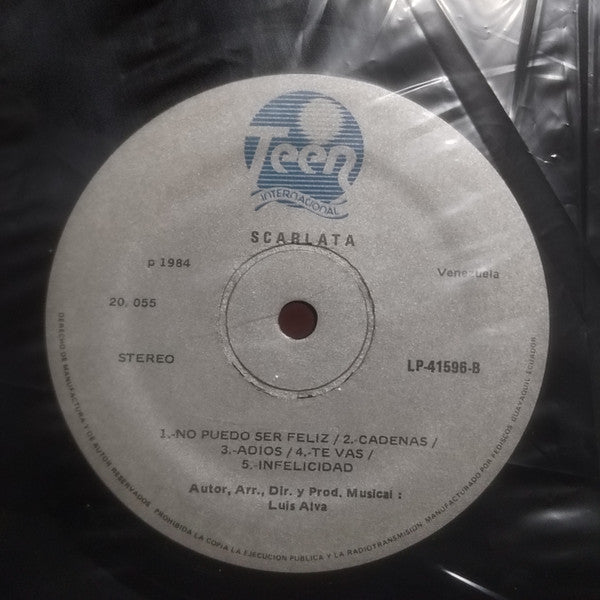 Teen
INTERNACIONAL
SCARLATA
p 1984
Venezuela
20. 055
STEREO
LP-41596-B
1.-NO PUEDO SER FELIZ / 2.-CADENAS /
3.-ADIOS / 4.-TE VAS /
5.-INFELICIDAD
Autor, Arr., Dir. y Prod. Musical :
Luis Alva
DERECHO DE MANUFACTURA Y DE AUTOR RESERVADOS PROHIBIDA LA COPIA LA EJECUCION PUBLICA Y LA RADIOTRANSMISION. MANUFACTURADO POR FEDISCOS GUAYAQUIL ECUADOR